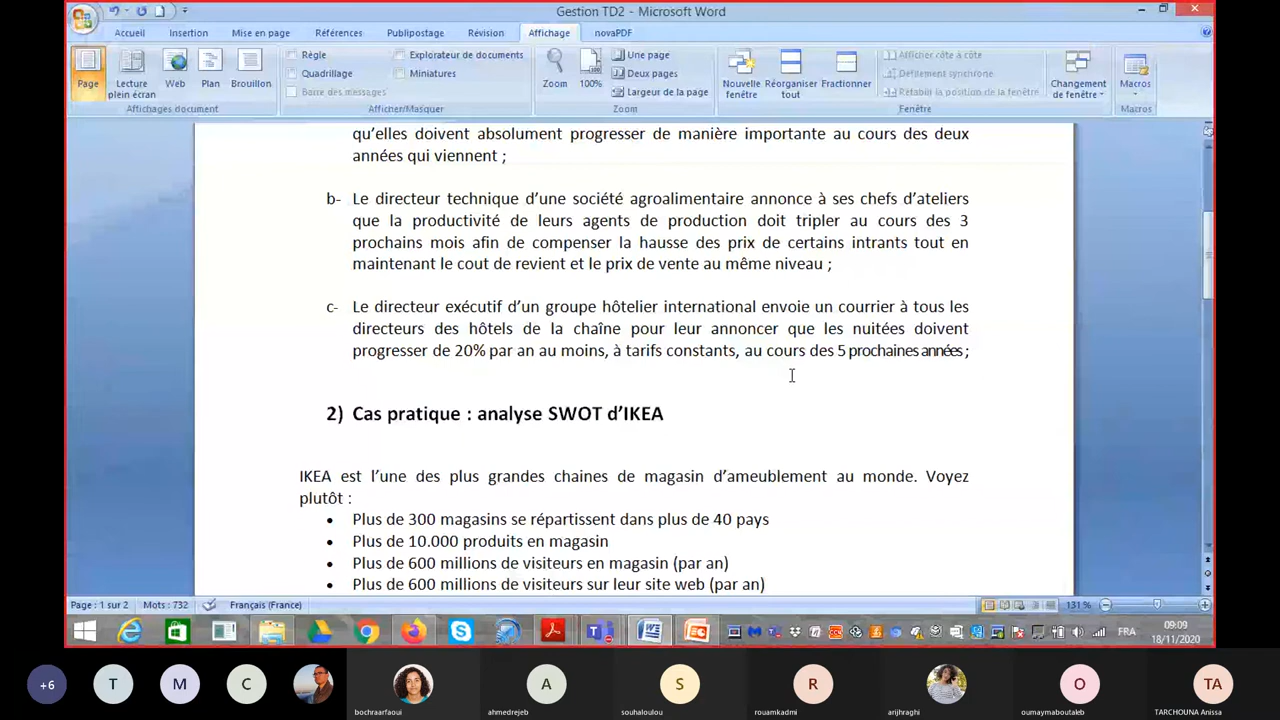 Gestion TD2 - Microsoft Word
Accueil Insertion Mise en page Références Publipostage Révision Affichage novaPDF
Page Lecture plein écran Web Plan Brouillon
Affichages document
Règle
Quadrillage
Barre des messages
Explorateur de documents
Miniatures
Afficher/Masquer
Zoom 100%
Une page
Deux pages
Largeur de la page
Zoom
Nouvelle fenêtre Réorganiser tout Fractionner
Afficher côte à côte
Défilement synchrone
Rétablir la position de la fenêtre
Changement de fenêtre
Fenêtre
Macros
Macros
qu’elles doivent absolument progresser de manière importante au cours des deux
années qui viennent ;
b- Le directeur technique d’une société agroalimentaire annonce à ses chefs d’ateliers
que la productivité de leurs agents de production doit tripler au cours des 3
prochains mois afin de compenser la hausse des prix de certains intrants tout en
maintenant le cout de revient et le prix de vente au même niveau ;
c- Le directeur exécutif d’un groupe hôtelier international envoie un courrier à tous les
directeurs des hôtels de la chaîne pour leur annoncer que les nuitées doivent
progresser de 20% par an au moins, à tarifs constants, au cours des 5 prochaines années ;
2) Cas pratique : analyse SWOT d’IKEA
IKEA est l’une des plus grandes chaines de magasin d’ameublement au monde. Voyez
plutôt :
• Plus de 300 magasins se répartissent dans plus de 40 pays
• Plus de 10.000 produits en magasin
• Plus de 600 millions de visiteurs en magasin (par an)
• Plus de 600 millions de visiteurs sur leur site web (par an)
Page : 1 sur 2 Mots : 732 Français (France) 131 %
FRA 09:09
18/11/2020
+6 T M C A S R O TA
bochraarfaoui ahmedrejeb souhaloulou rouamkadmi arijhraghi oumaymaboutaleb TARCHOUNA Anissa